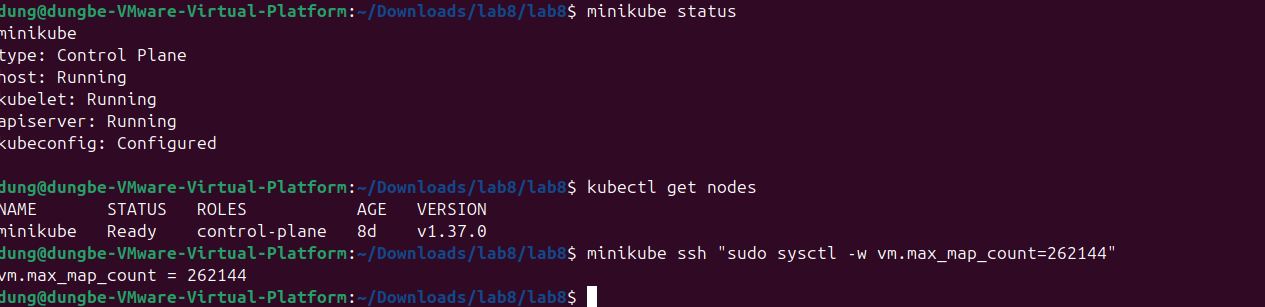 dung@dungbe-VMware-Virtual-Platform:~/Downloads/lab8/lab8$ minikube status
minikube
type: Control Plane
host: Running
kubelet: Running
apiserver: Running
kubeconfig: Configured
dung@dungbe-VMware-Virtual-Platform:~/Downloads/lab8/lab8$ kubectl get nodes
NAME       STATUS   ROLES           AGE   VERSION
minikube   Ready    control-plane   8d    v1.37.0
dung@dungbe-VMware-Virtual-Platform:~/Downloads/lab8/lab8$ minikube ssh "sudo sysctl -w vm.max_map_count=262144"
vm.max_map_count = 262144
dung@dungbe-VMware-Virtual-Platform:~/Downloads/lab8/lab8$